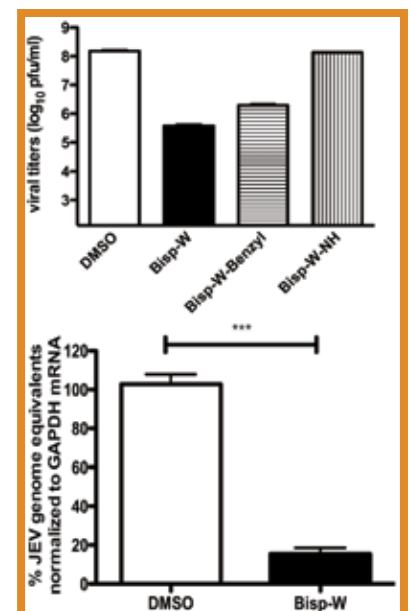 viral titers (log10 pfu/ml)
9
8
7
6
5
4
3
DMSO
Bisp-W
Bisp-W-Benzyl
Bisp-W-NH
***
% JEV genome equivalents
normalized to GAPDH mRNA
120
100
80
60
40
20
0
DMSO
Bisp-W